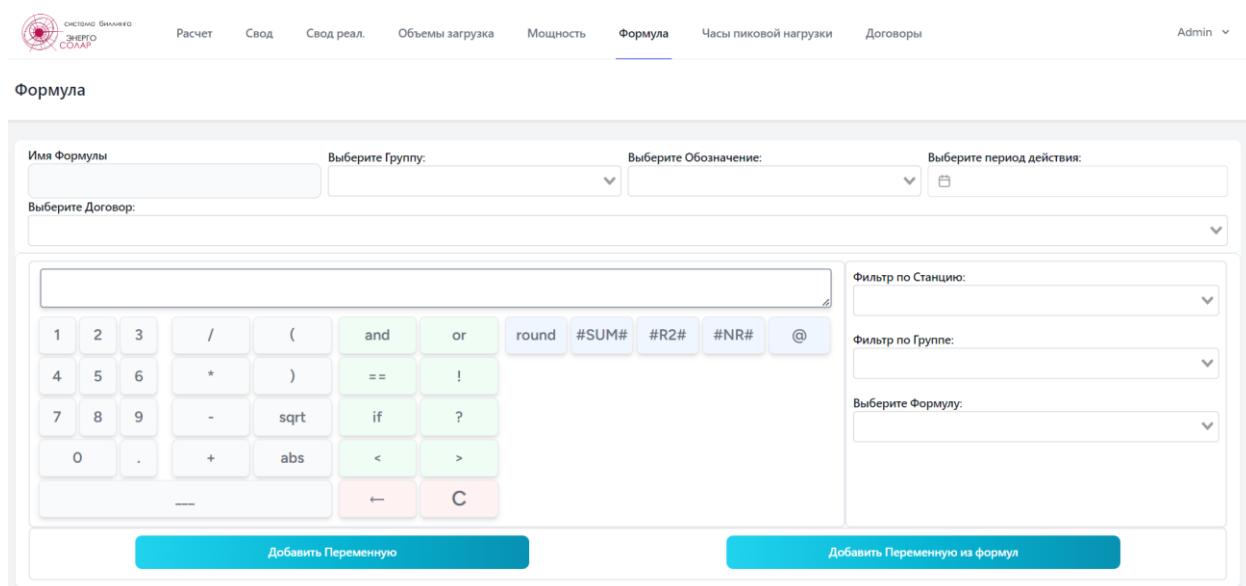 система биллинга
ЭНЕРГО
СОЛАР
Расчет Свод Свод реал. Объемы загрузка Мощность Формула Часы пиковой нагрузки Договоры Admin
Формула
Имя Формулы Выберите Группу: Выберите Обозначение: Выберите период действия:
Выберите Договор:
Фильтр по Станцию:
1 2 3 / ( and or round #SUM# #R2# #NR# @
Фильтр по Группе:
4 5 6 * ) == !
Выберите Формулу:
7 8 9 - sqrt if ?
0 . + abs < >
___ ← C
Добавить Переменную Добавить Переменную из формул